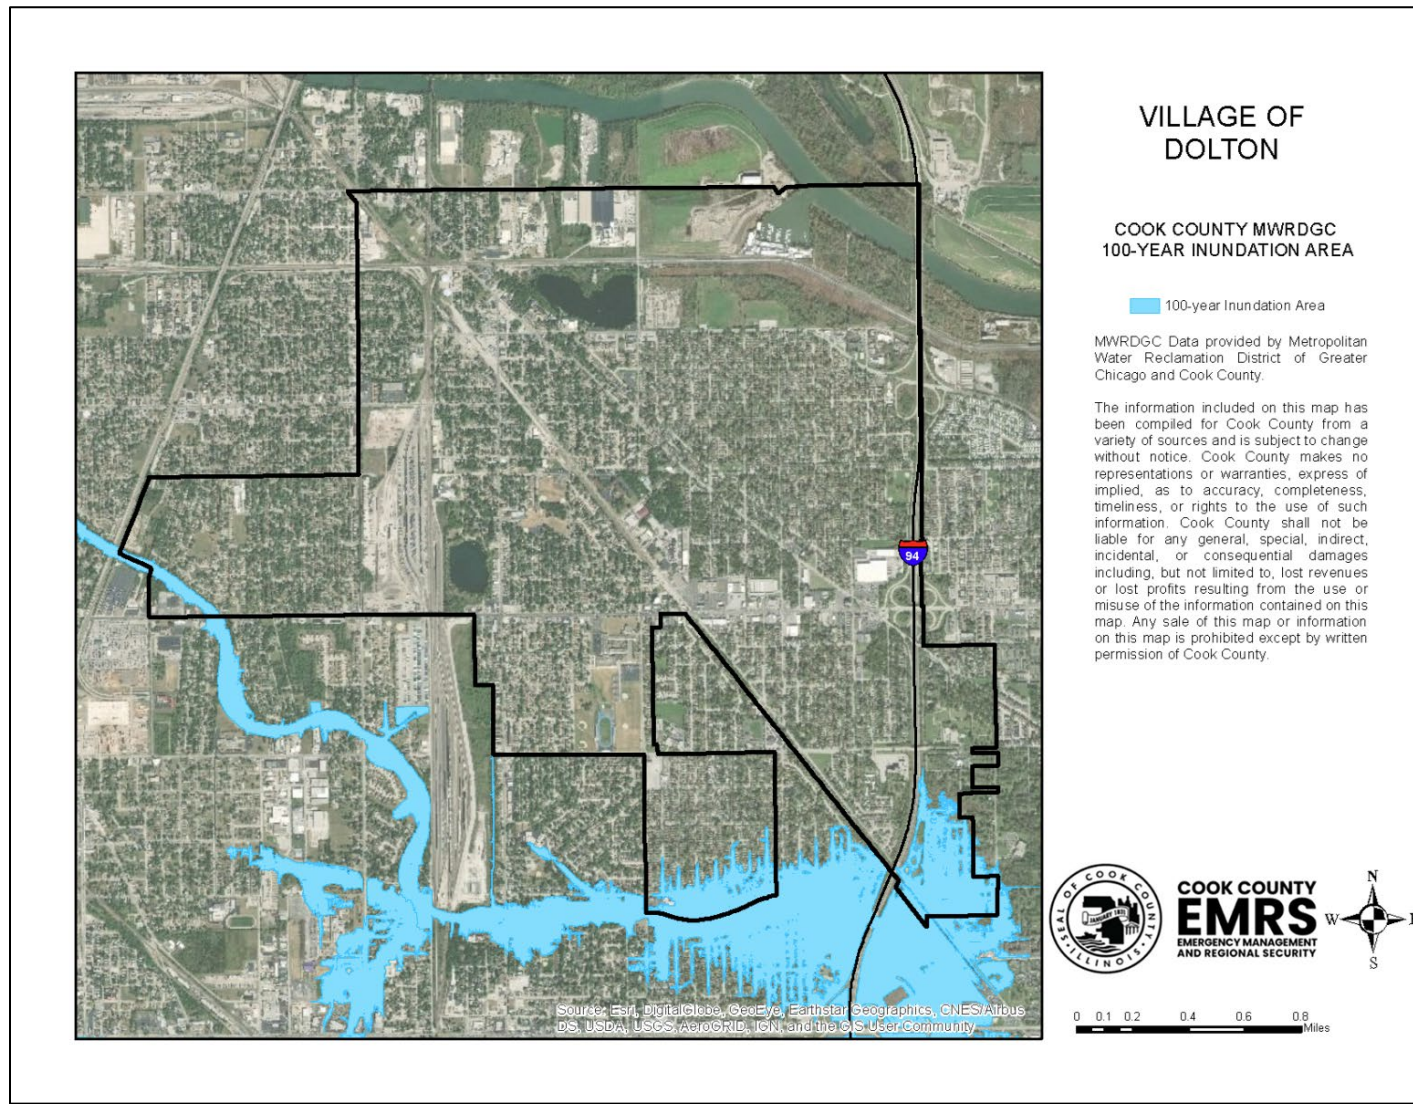 VILLAGE OF
DOLTON
COOK COUNTY MWRDGC
100-YEAR INUNDATION AREA
100-year Inundation Area
MWRDGC Data provided by Metropolitan
Water Reclamation District of Greater
Chicago and Cook County.
The information included on this map has
been compiled for Cook County from a
variety of sources and is subject to change
without notice. Cook County makes no
representations or warranties, express of
implied, as to accuracy, completeness,
timeliness, or rights to the use of such
information. Cook County shall not be
liable for any general, special, indirect,
incidental, or consequential damages
including, but not limited to, lost revenues
or lost profits resulting from the use or
misuse of the information contained on this
map. Any sale of this map or information
on this map is prohibited except by written
permission of Cook County.
94
SEAL OF COOK COUNTY
JANUARY 1831
ILLINOIS
COOK COUNTY
EMRS
EMERGENCY MANAGEMENT
AND REGIONAL SECURITY
N
W
E
S
Source: Esri, DigitalGlobe, GeoEye, Earthstar Geographics, CNES/Airbus
DS, USDA, USGS, AeroGRID, IGN, and the GIS User Community
0 0.1 0.2 0.4 0.6 0.8
Miles